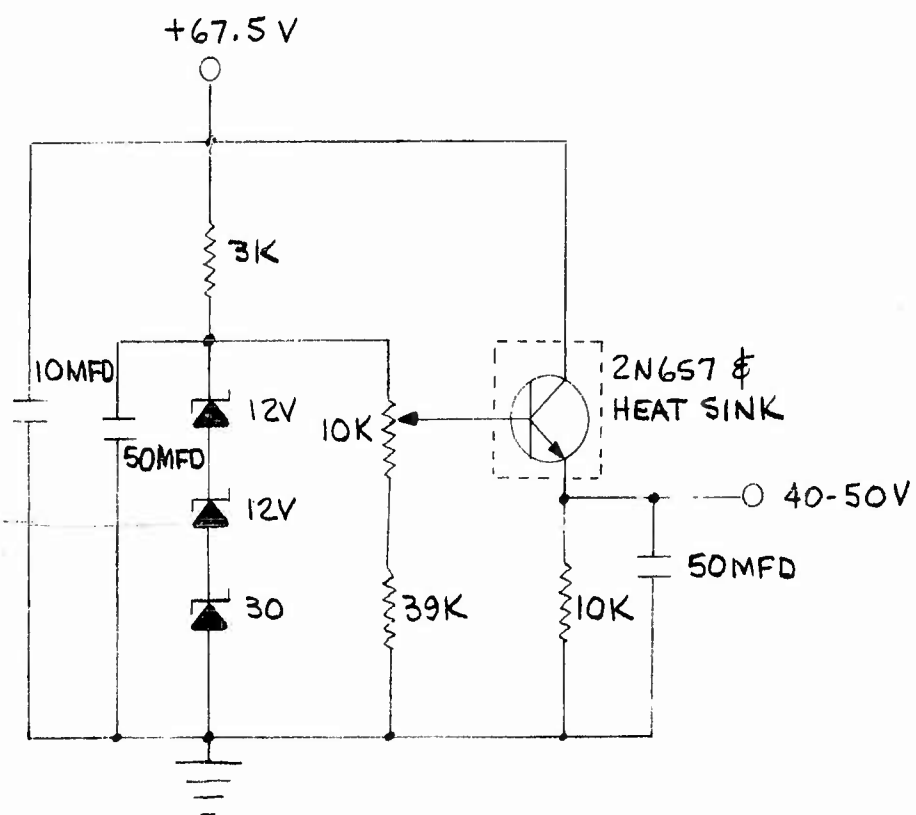 +67.5 V
3K
10MFD
50MFD
12V
12V
30
10K
39K
2N657 &
HEAT SINK
40-50V
10K
50MFD